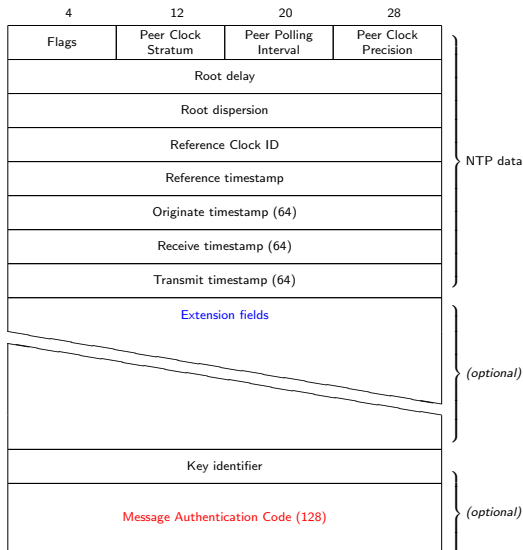 4 12 20 28
Flags
Peer Clock
Stratum
Peer Polling
Interval
Peer Clock
Precision
Root delay
Root dispersion
Reference Clock ID
NTP data
Reference timestamp
Originate timestamp (64)
Receive timestamp (64)
Transmit timestamp (64)
Extension fields
(optional)
Key identifier
Message Authentication Code (128)
(optional)